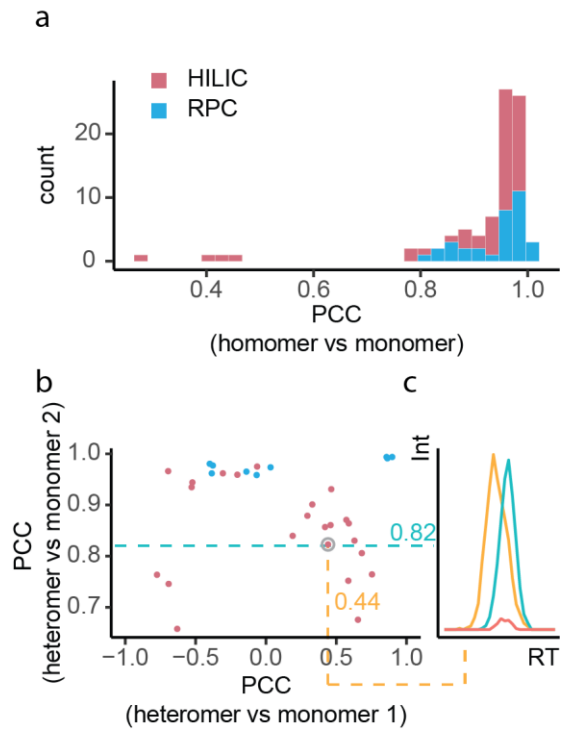 a
HILIC
RPC
count
20
10
0
0.4
0.6
0.8
1.0
PCC
(homomer vs monomer)
b
PCC
(heteromer vs monomer 2)
1.0
0.9
0.8
0.7
0.82
0.44
−1.0
−0.5
0.0
0.5
1.0
PCC
(heteromer vs monomer 1)
c
Int
RT